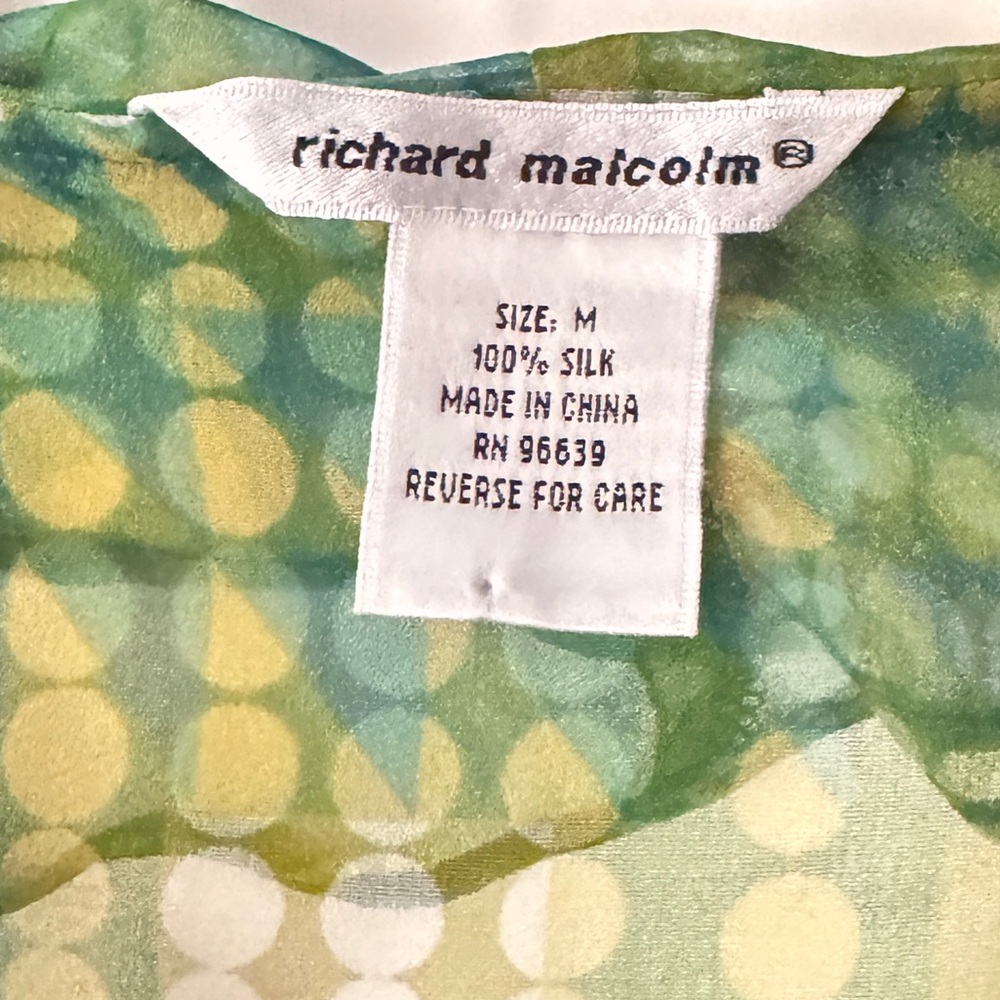 richard malcolm®
SIZE: M
100% SILK
MADE IN CHINA
RN 96639
REVERSE FOR CARE